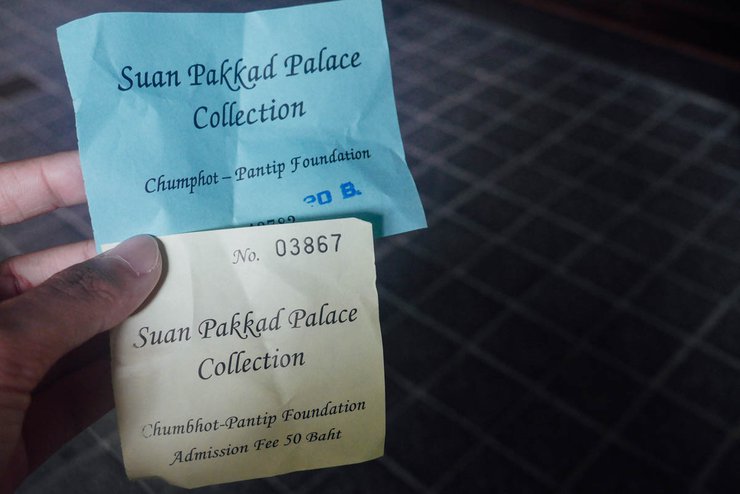 Suan Pakkad Palace
Collection
Chumphot – Pantip Foundation
20 B.
No. 03867
Suan Pakkad Palace
Collection
Chumbhot-Pantip Foundation
Admission Fee 50 Baht